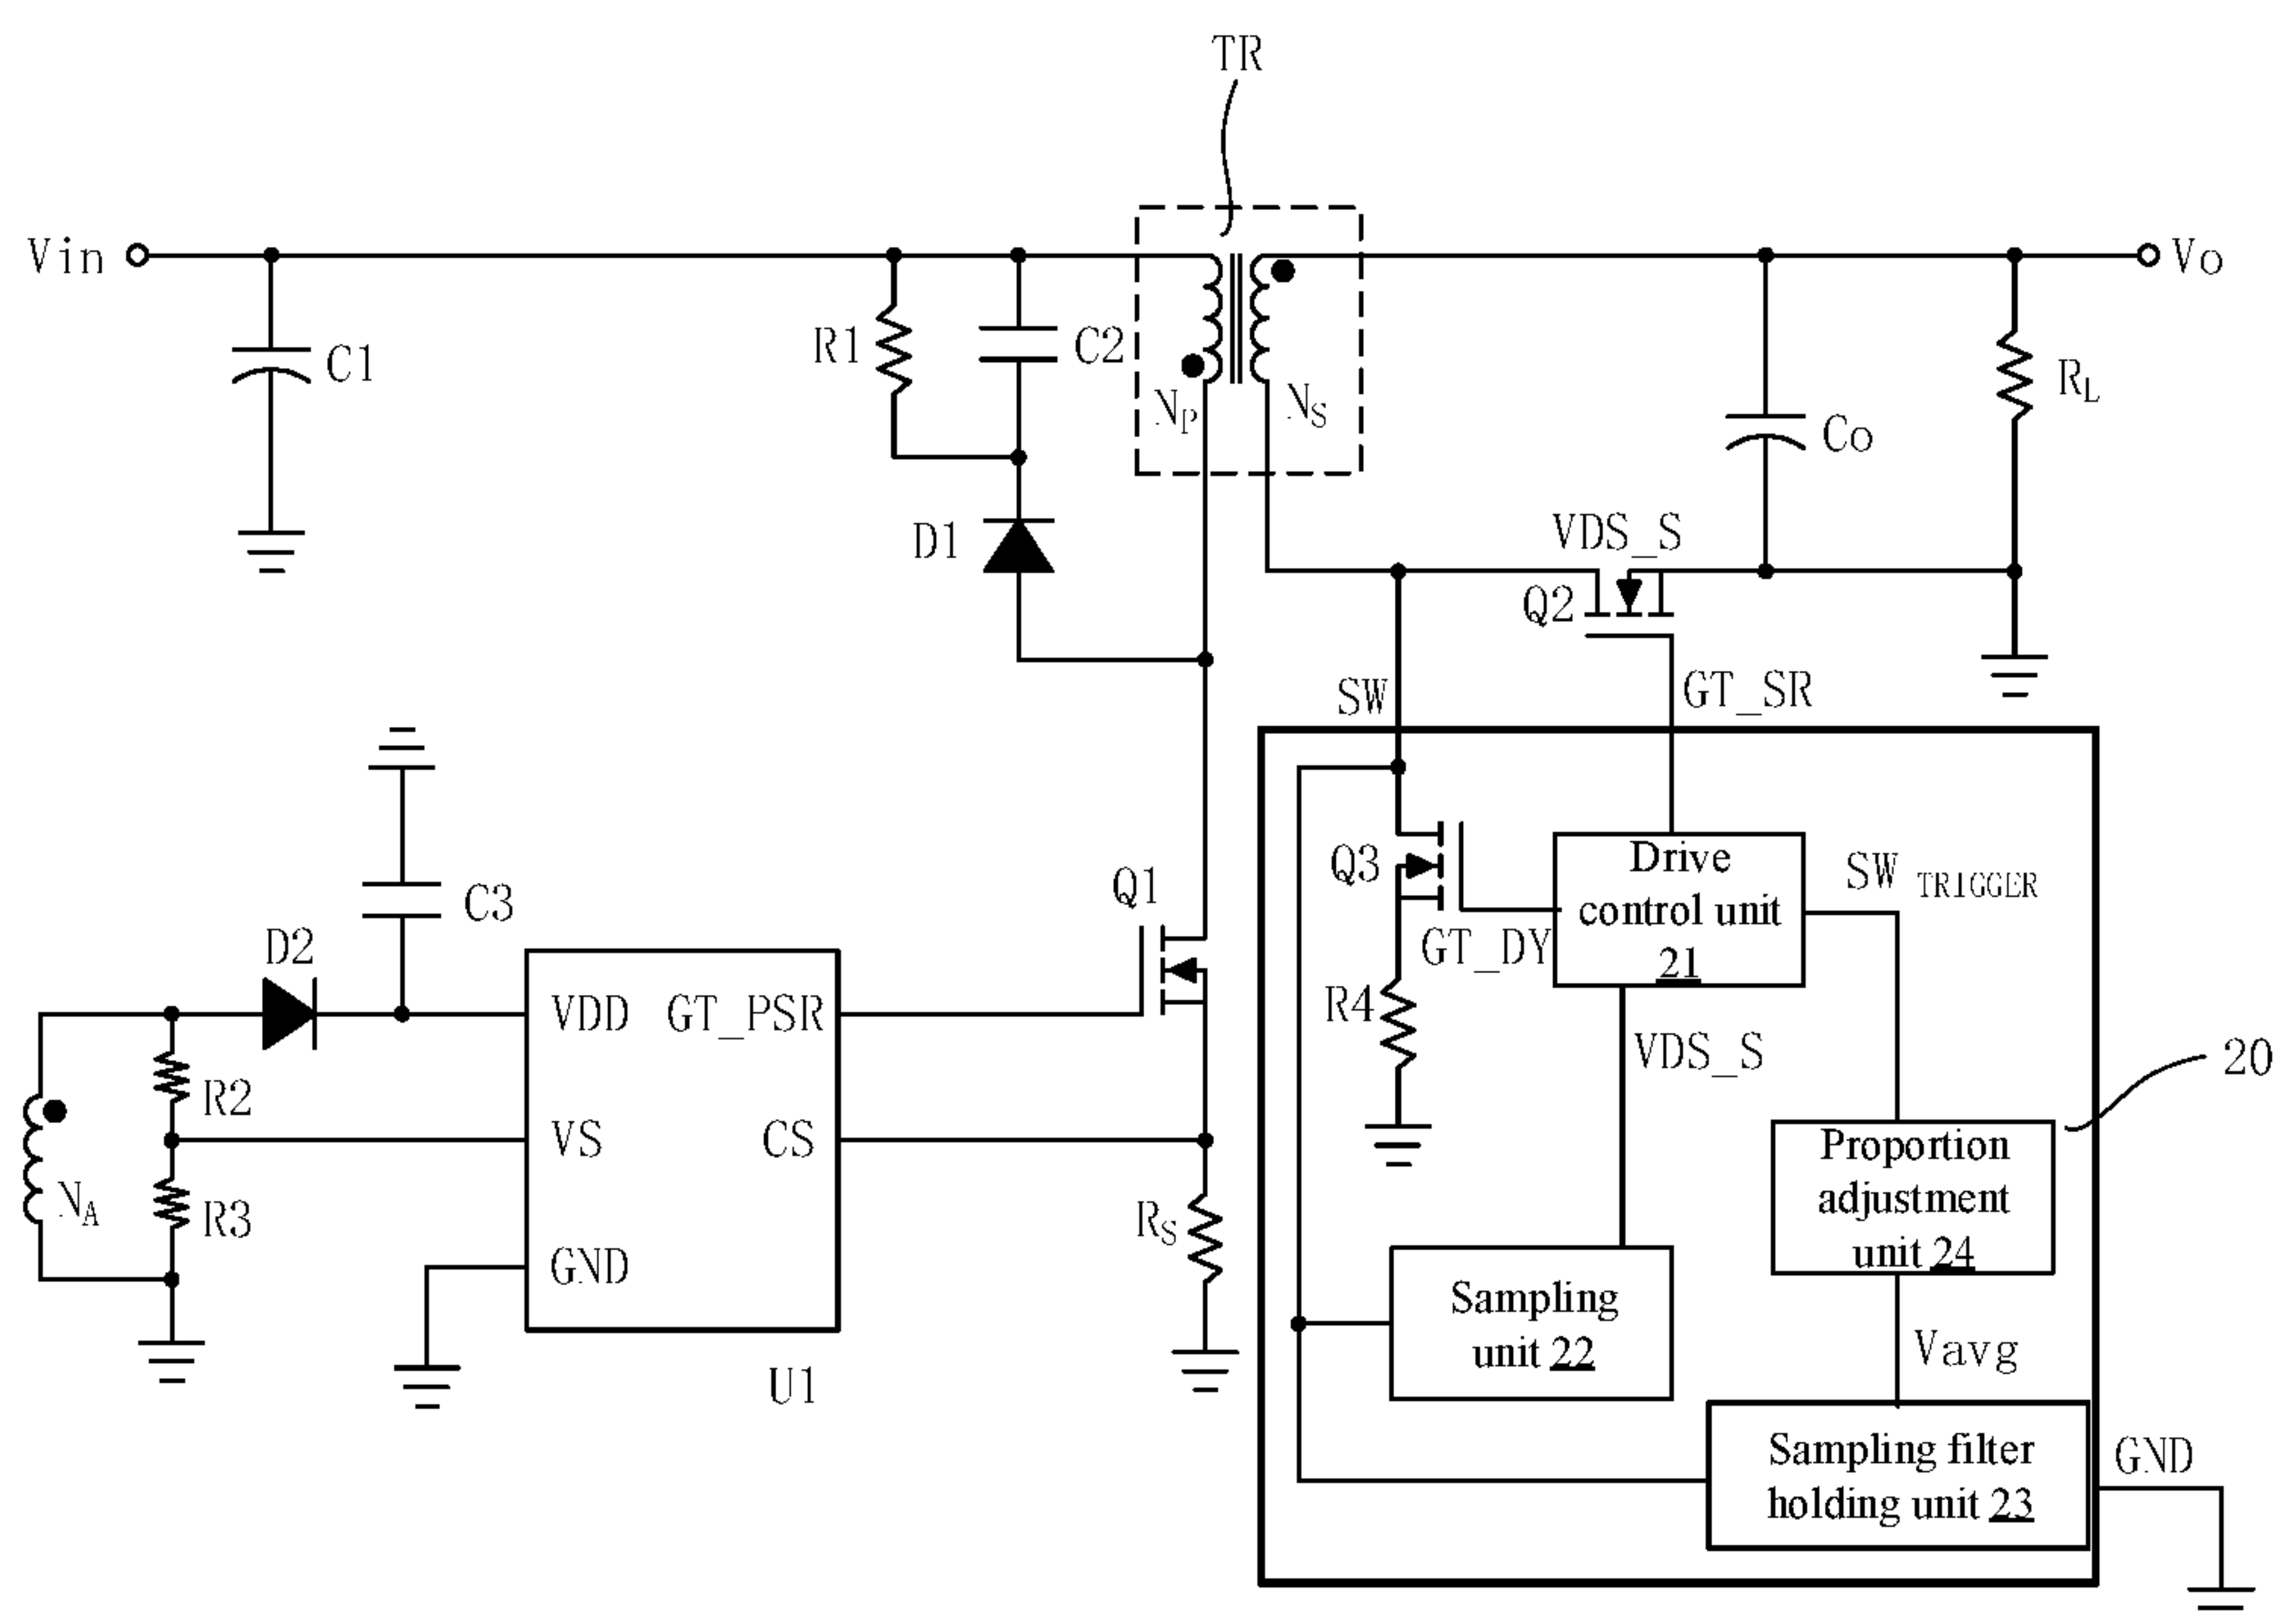 TR
Vin
Vo
C1
R1
C2
NP
NS
Co
RL
D1
VDS_S
Q2
SW
GT_SR
C3
Q1
Q3
Drive
control unit
21
SW TRIGGER
GT_DY
D2
VDD
GT_PSR
R4
VDS_S
20
R2
VS
CS
Proportion
adjustment
unit 24
NA
R3
RS
GND
Sampling
unit 22
Vavg
U1
Sampling filter
holding unit 23
GND